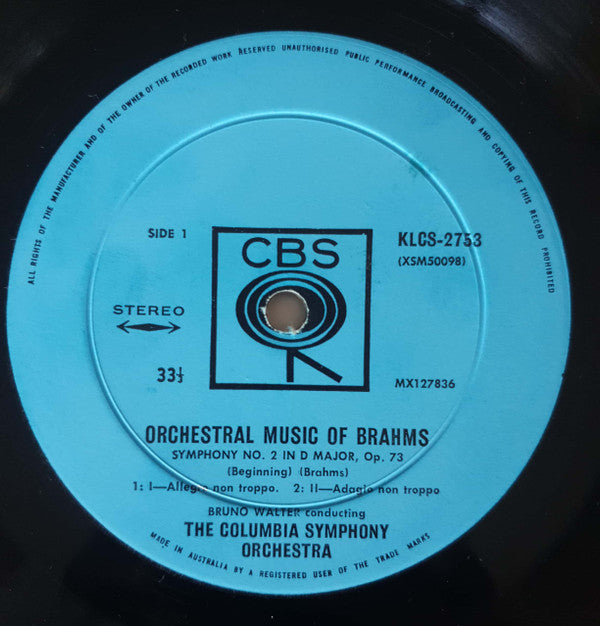 ALL RIGHTS OF THE MANUFACTURER AND OF THE OWNER OF THE RECORDED WORK RESERVED UNAUTHORISED PUBLIC PERFORMANCE BROADCASTING AND COPYING OF THIS RECORD PROHIBITED
SIDE 1
CBS
KLCS-2753
(XSM50098)
STEREO
33⅓
MX127836
ORCHESTRAL MUSIC OF BRAHMS
SYMPHONY NO. 2 IN D MAJOR, Op. 73
(Beginning) (Brahms)
1: I—Allegro non troppo. 2: II—Adagio non troppo
BRUNO WALTER conducting
THE COLUMBIA SYMPHONY
ORCHESTRA
MADE IN AUSTRALIA BY A REGISTERED USER OF THE TRADE MARKS